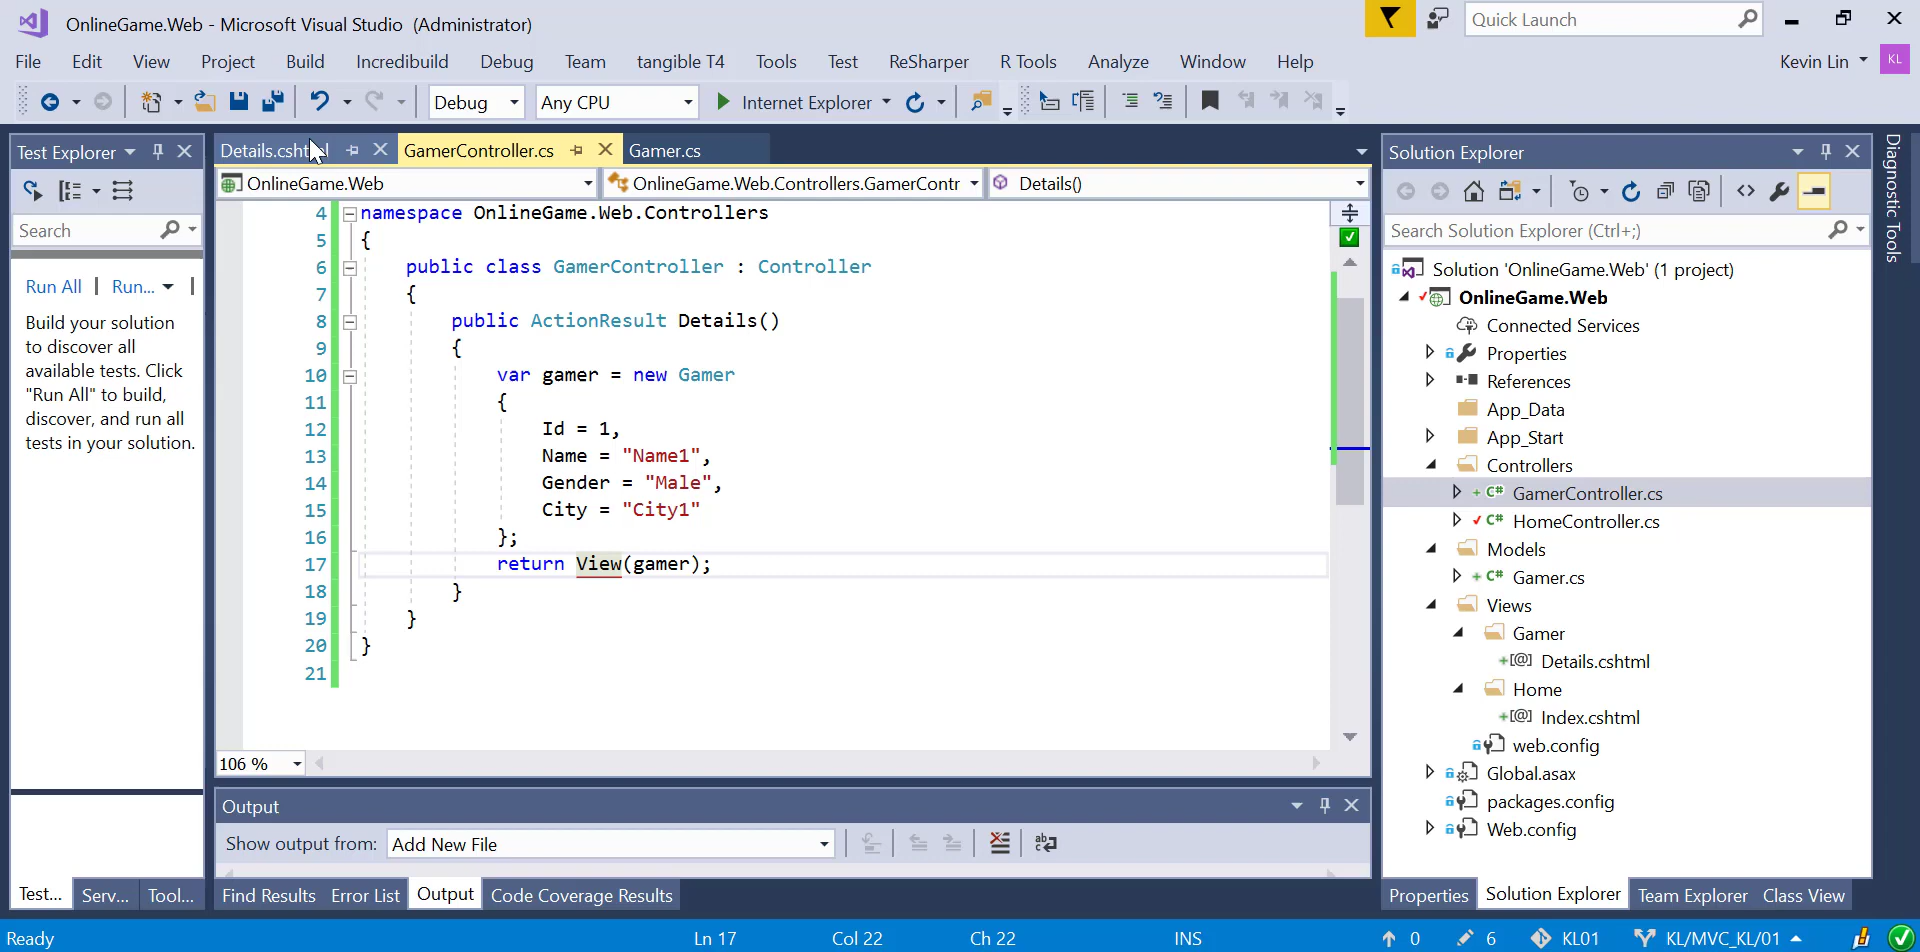 OnlineGame.Web - Microsoft Visual Studio (Administrator)
Quick Launch
File Edit View Project Build Incredibuild Debug Team tangible T4 Tools Test ReSharper R Tools Analyze Window Help
Kevin Lin KL
Debug Any CPU Internet Explorer
Test Explorer
Search
Run All | Run... |
Build your solution
to discover all
available tests. Click
"Run All" to build,
discover, and run all
tests in your solution.
Test... Serv... Tool...
Details.cshtml GamerController.cs Gamer.cs
OnlineGame.Web OnlineGame.Web.Controllers.GamerContr Details()
4 namespace OnlineGame.Web.Controllers
5 {
6 public class GamerController : Controller
7 {
8 public ActionResult Details()
9 {
10 var gamer = new Gamer
11 {
12 Id = 1,
13 Name = "Name1",
14 Gender = "Male",
15 City = "City1"
16 };
17 return View(gamer);
18 }
19 }
20 }
21
106 %
Output
Show output from: Add New File
Find Results Error List Output Code Coverage Results
Solution Explorer
Search Solution Explorer (Ctrl+;)
Solution 'OnlineGame.Web' (1 project)
OnlineGame.Web
Connected Services
Properties
References
App_Data
App_Start
Controllers
C# GamerController.cs
C# HomeController.cs
Models
C# Gamer.cs
Views
Gamer
[@] Details.cshtml
Home
[@] Index.cshtml
web.config
Global.asax
packages.config
Web.config
Properties Solution Explorer Team Explorer Class View
Diagnostic Tools
Ready Ln 17 Col 22 Ch 22 INS 0 6 KL01 KL/MVC_KL/01